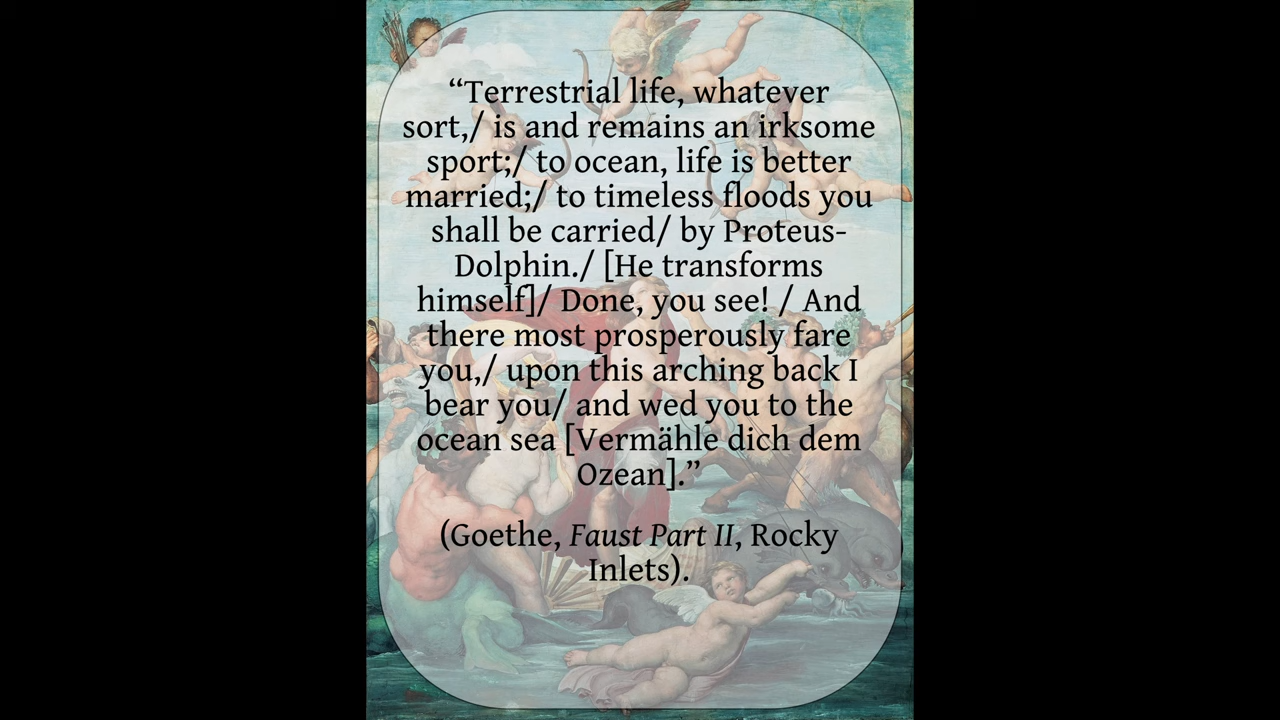 “Terrestrial life, whatever
sort,/ is and remains an irksome
sport;/ to ocean, life is better
married;/ to timeless floods you
shall be carried/ by Proteus-
Dolphin./ [He transforms
himself]/ Done, you see! / And
there most prosperously fare
you,/ upon this arching back I
bear you/ and wed you to the
ocean sea [Vermähle dich dem
Ozean].”
(Goethe, Faust Part II, Rocky
Inlets).